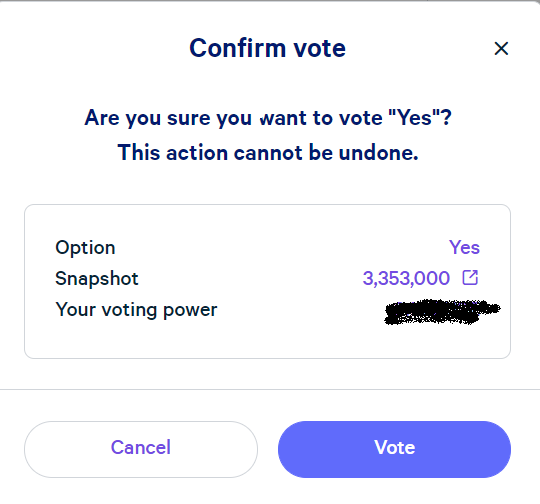 Confirm vote
Are you sure you want to vote "Yes"?
This action cannot be undone.
Option Yes
Snapshot 3,353,000
Your voting power
Cancel Vote